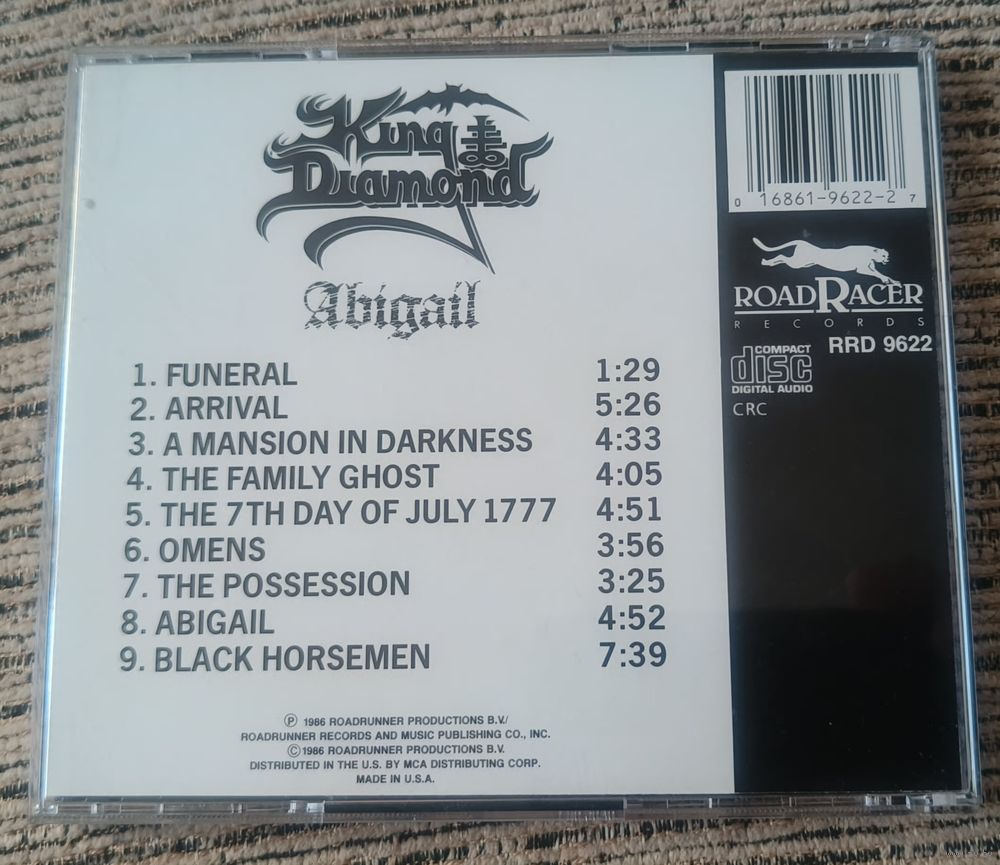 King
Diamond
Abigail
1. FUNERAL 1:29
2. ARRIVAL 5:26
3. A MANSION IN DARKNESS 4:33
4. THE FAMILY GHOST 4:05
5. THE 7TH DAY OF JULY 1777 4:51
6. OMENS 3:56
7. THE POSSESSION 3:25
8. ABIGAIL 4:52
9. BLACK HORSEMEN 7:39
℗ 1986 ROADRUNNER PRODUCTIONS B.V./
ROADRUNNER RECORDS AND MUSIC PUBLISHING CO., INC.
© 1986 ROADRUNNER PRODUCTIONS B.V.
DISTRIBUTED IN THE U.S. BY MCA DISTRIBUTING CORP.
MADE IN U.S.A.
0 16861-9622-2 7
ROADRACER
RECORDS
RRD 9622
COMPACT
disc
DIGITAL AUDIO
CRC